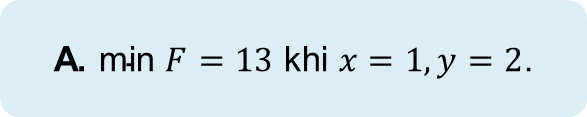 A. min F = 13 khi x = 1, y = 2.